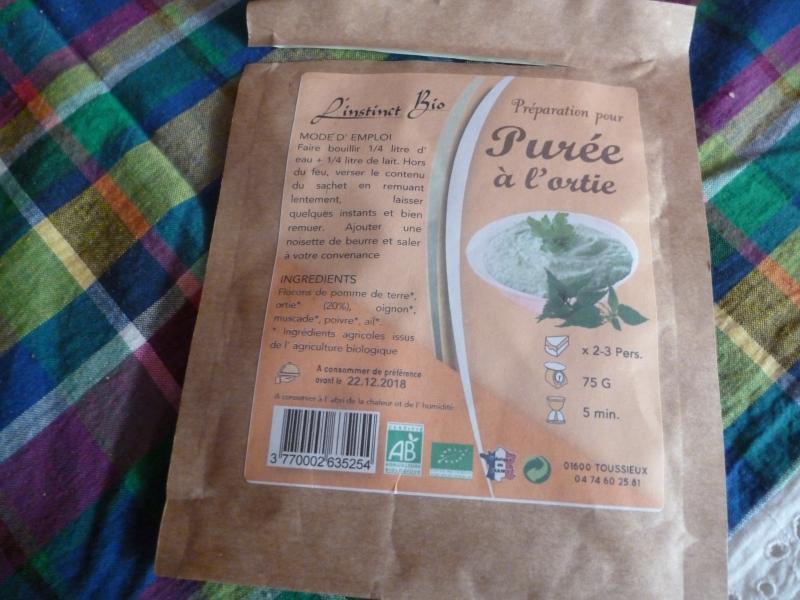 L'instinct Bio
MODE D' EMPLOI
Faire bouillir 1/4 litre d'
eau + 1/4 litre de lait. Hors
du feu, verser le contenu
du sachet en remuant
lentement, laisser
quelques instants et bien
remuer. Ajouter une
noisette de beurre et saler
à votre convenance
INGREDIENTS
Flocons de pomme de terre*,
ortie* (20%), oignon*,
muscade*, poivre*, ail*.
* Ingrédients agricoles issus
de l' agriculture biologique
A consommer de préférence
avant le 22.12.2018
A conserver à l' abri de la chaleur et de l' humidité
3 770002 635254
Préparation pour
Purée
à l'ortie
x 2-3 Pers.
75 G
5 min.
CERTIFIÉ
AB
AGRICULTURE
BIOLOGIQUE
01600 TOUSSIEUX
04 74 60 25 81